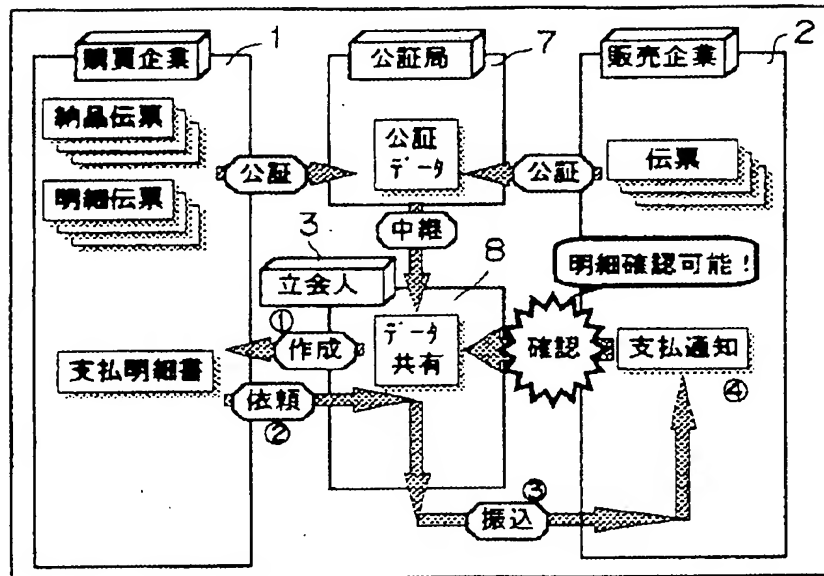 購買企業
1
公証局
7
販売企業
2
納品伝票
明細伝票
公証
公証
データ
公証
伝票
中継
3
立会人
8
明細確認可能！
①
作成
データ
共有
確認
支払通知
支払明細書
依頼
②
④
③
振込